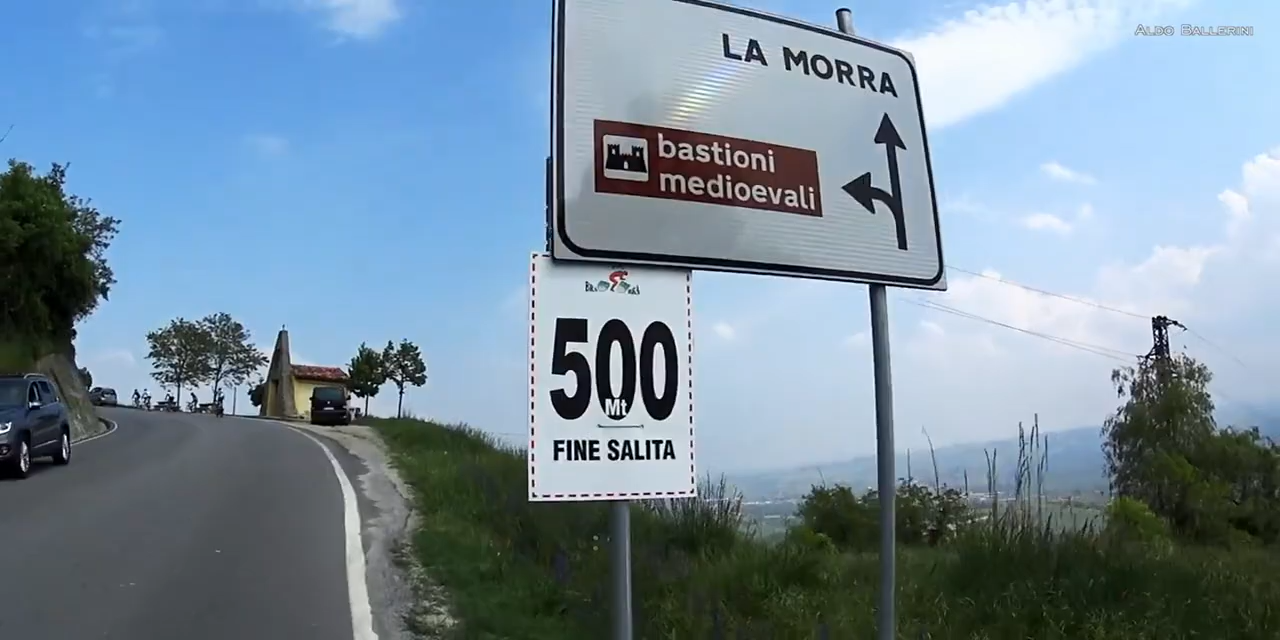 ALDO BALLERINI
LA MORRA
bastioni
medioevali
500
Mt
FINE SALITA